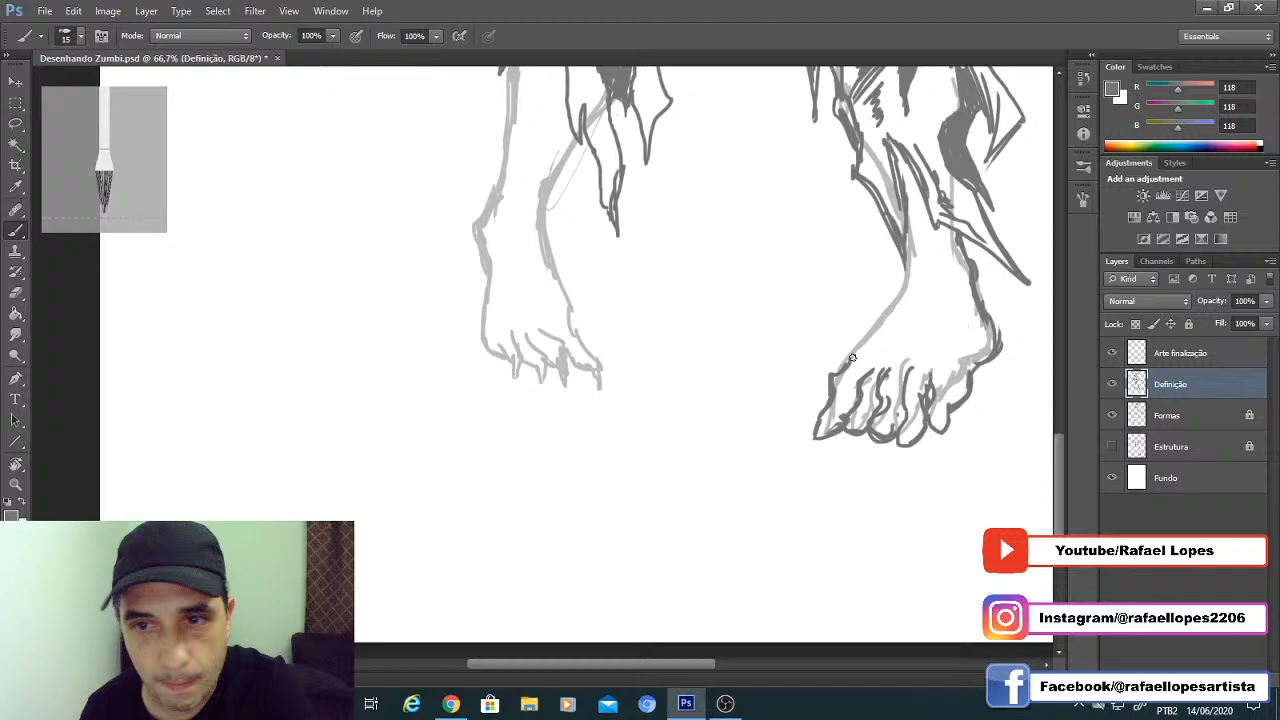 Ps File Edit Image Layer Type Select Filter View Window Help
15 Mode: Normal Opacity: 100% Flow: 100% Essentials
Desenhando Zumbi.psd @ 66,7% (Definição, RGB/8*) * ×
Color Swatches
R 118
G 118
B 118
Adjustments Styles
Add an adjustment
Layers Channels Paths
Kind
Normal Opacity: 100%
Lock: Fill: 100%
Arte finalização
Definição
Formas
Estrutura
Fundo
Youtube/Rafael Lopes
Instagram/@rafaellopes2206
Facebook/@rafaellopesartista
Ps
PTB2 14/06/2020